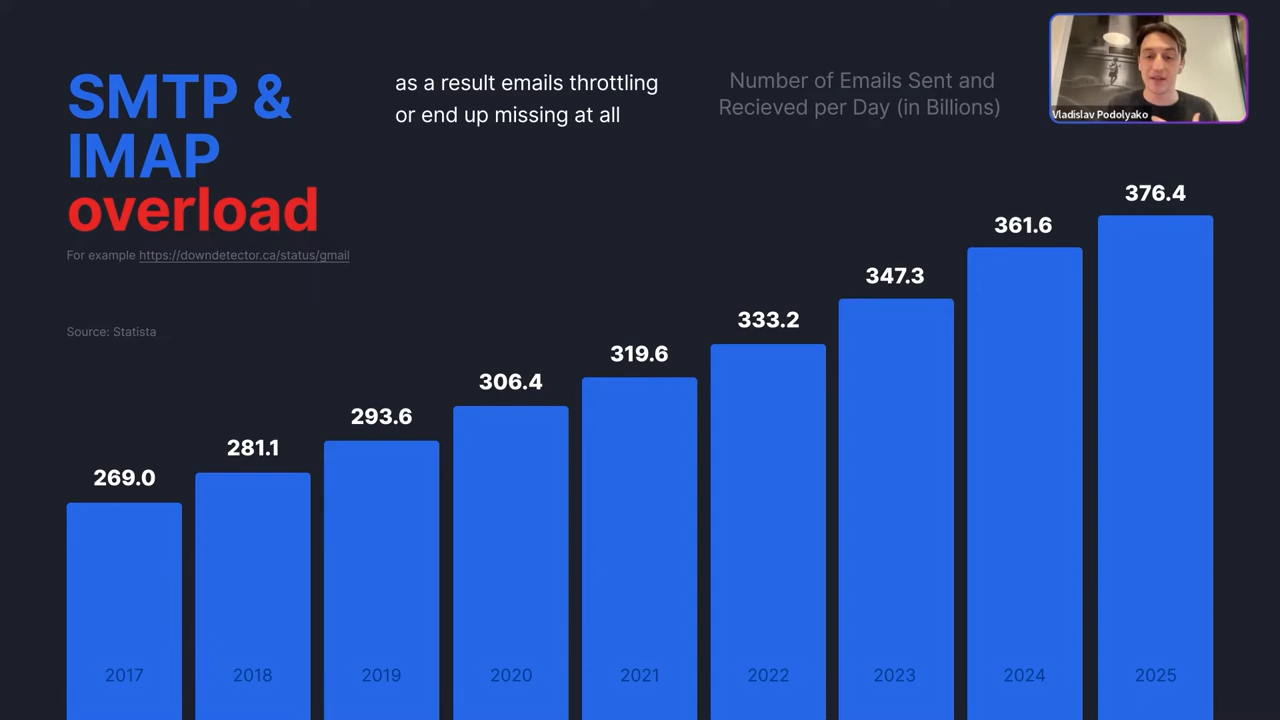 SMTP &
IMAP
overload
For example https://downdetector.ca/status/gmail
Source: Statista
as a result emails throttling
or end up missing at all
Number of Emails Sent and
Recieved per Day (in Billions)
Vladislav Podolyako
269.0
281.1
293.6
306.4
319.6
333.2
347.3
361.6
376.4
2017
2018
2019
2020
2021
2022
2023
2024
2025